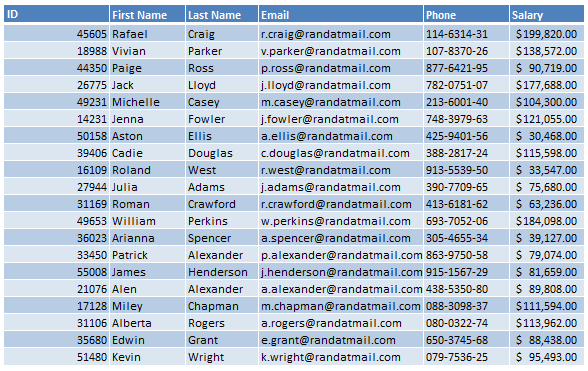 ID First Name Last Name Email Phone Salary
45605 Rafael Craig r.craig@randatmail.com 114-6314-31 $199,820.00
18988 Vivian Parker v.parker@randatmail.com 107-8370-26 $138,572.00
44350 Paige Ross p.ross@randatmail.com 877-6421-95 $ 90,719.00
26775 Jack Lloyd j.lloyd@randatmail.com 782-0751-07 $177,688.00
49231 Michelle Casey m.casey@randatmail.com 213-6001-40 $104,300.00
14231 Jenna Fowler j.fowler@randatmail.com 748-3979-63 $121,055.00
50158 Aston Ellis a.ellis@randatmail.com 425-9401-56 $ 30,468.00
39406 Cadie Douglas c.douglas@randatmail.com 388-2817-24 $115,598.00
16109 Roland West r.west@randatmail.com 913-5539-50 $ 33,547.00
27944 Julia Adams j.adams@randatmail.com 390-7709-65 $ 75,680.00
31169 Roman Crawford r.crawford@randatmail.com 413-6181-62 $ 63,236.00
49653 William Perkins w.perkins@randatmail.com 693-7052-06 $184,098.00
36023 Arianna Spencer a.spencer@randatmail.com 305-4655-34 $ 39,127.00
33450 Patrick Alexander p.alexander@randatmail.com 863-9750-58 $ 79,074.00
55008 James Henderson j.henderson@randatmail.com 915-1567-29 $ 81,659.00
21076 Alen Alexander a.alexander@randatmail.com 438-5350-80 $ 89,808.00
17128 Miley Chapman m.chapman@randatmail.com 088-3098-37 $111,594.00
31106 Alberta Rogers a.rogers@randatmail.com 080-0322-74 $113,962.00
35680 Edwin Grant e.grant@randatmail.com 650-3745-68 $ 88,438.00
51480 Kevin Wright k.wright@randatmail.com 079-7536-25 $ 95,493.00